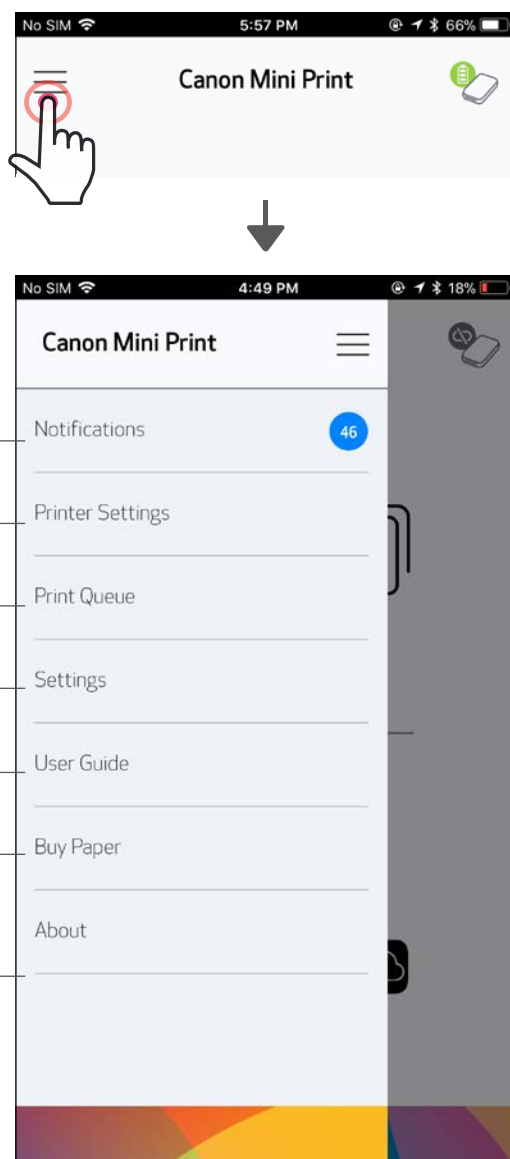 No SIM 5:57 PM 66%
Canon Mini Print
No SIM 4:49 PM 18%
Canon Mini Print
Notifications 46
Printer Settings
Print Queue
Settings
User Guide
Buy Paper
About